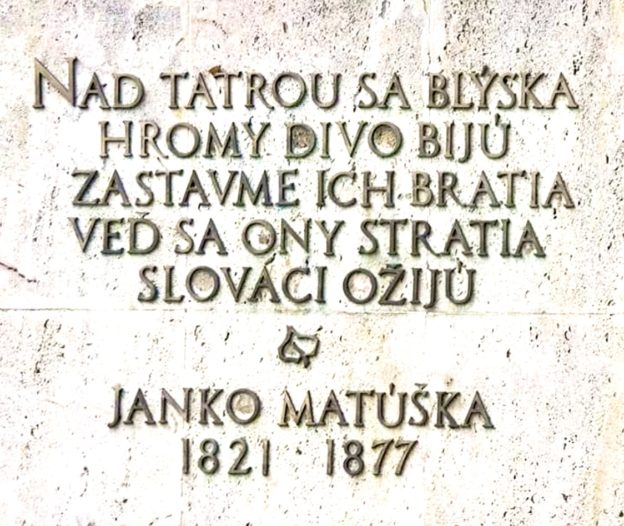 NAD TATROU SA BLÝSKA
HROMY DIVO BIJÚ
ZASTAVME ICH BRATIA
VEĎ SA ONY STRATIA
SLOVÁCI OŽIJÚ
JANKO MATÚŠKA
1821 1877